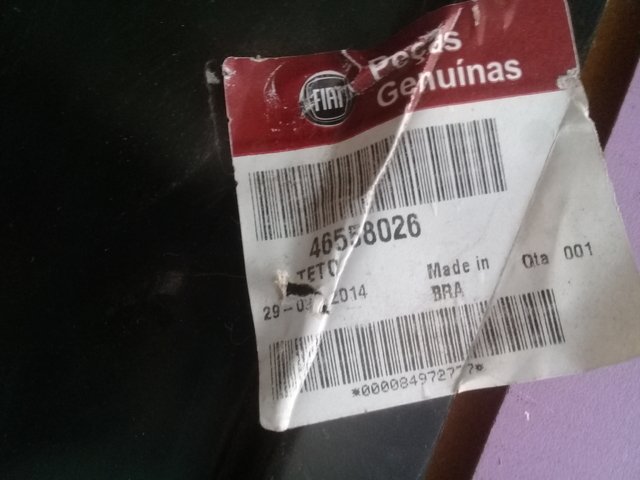 FIAT
Peças
Genuínas
46558026
TETO
Made in
BRA
Qta 001
2014